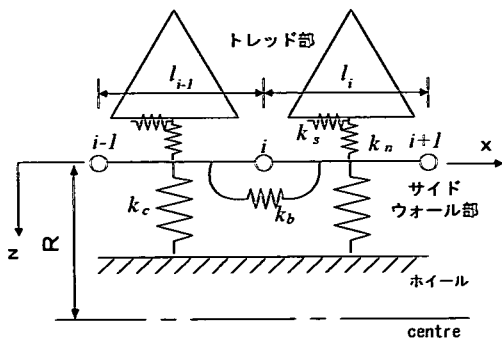 トレッド部
l_{i-1}
l_i
k_s
i-1
i
k_n
i+1
x
k_c
k_b
サイド
ウォール部
z
R
ホイール
centre